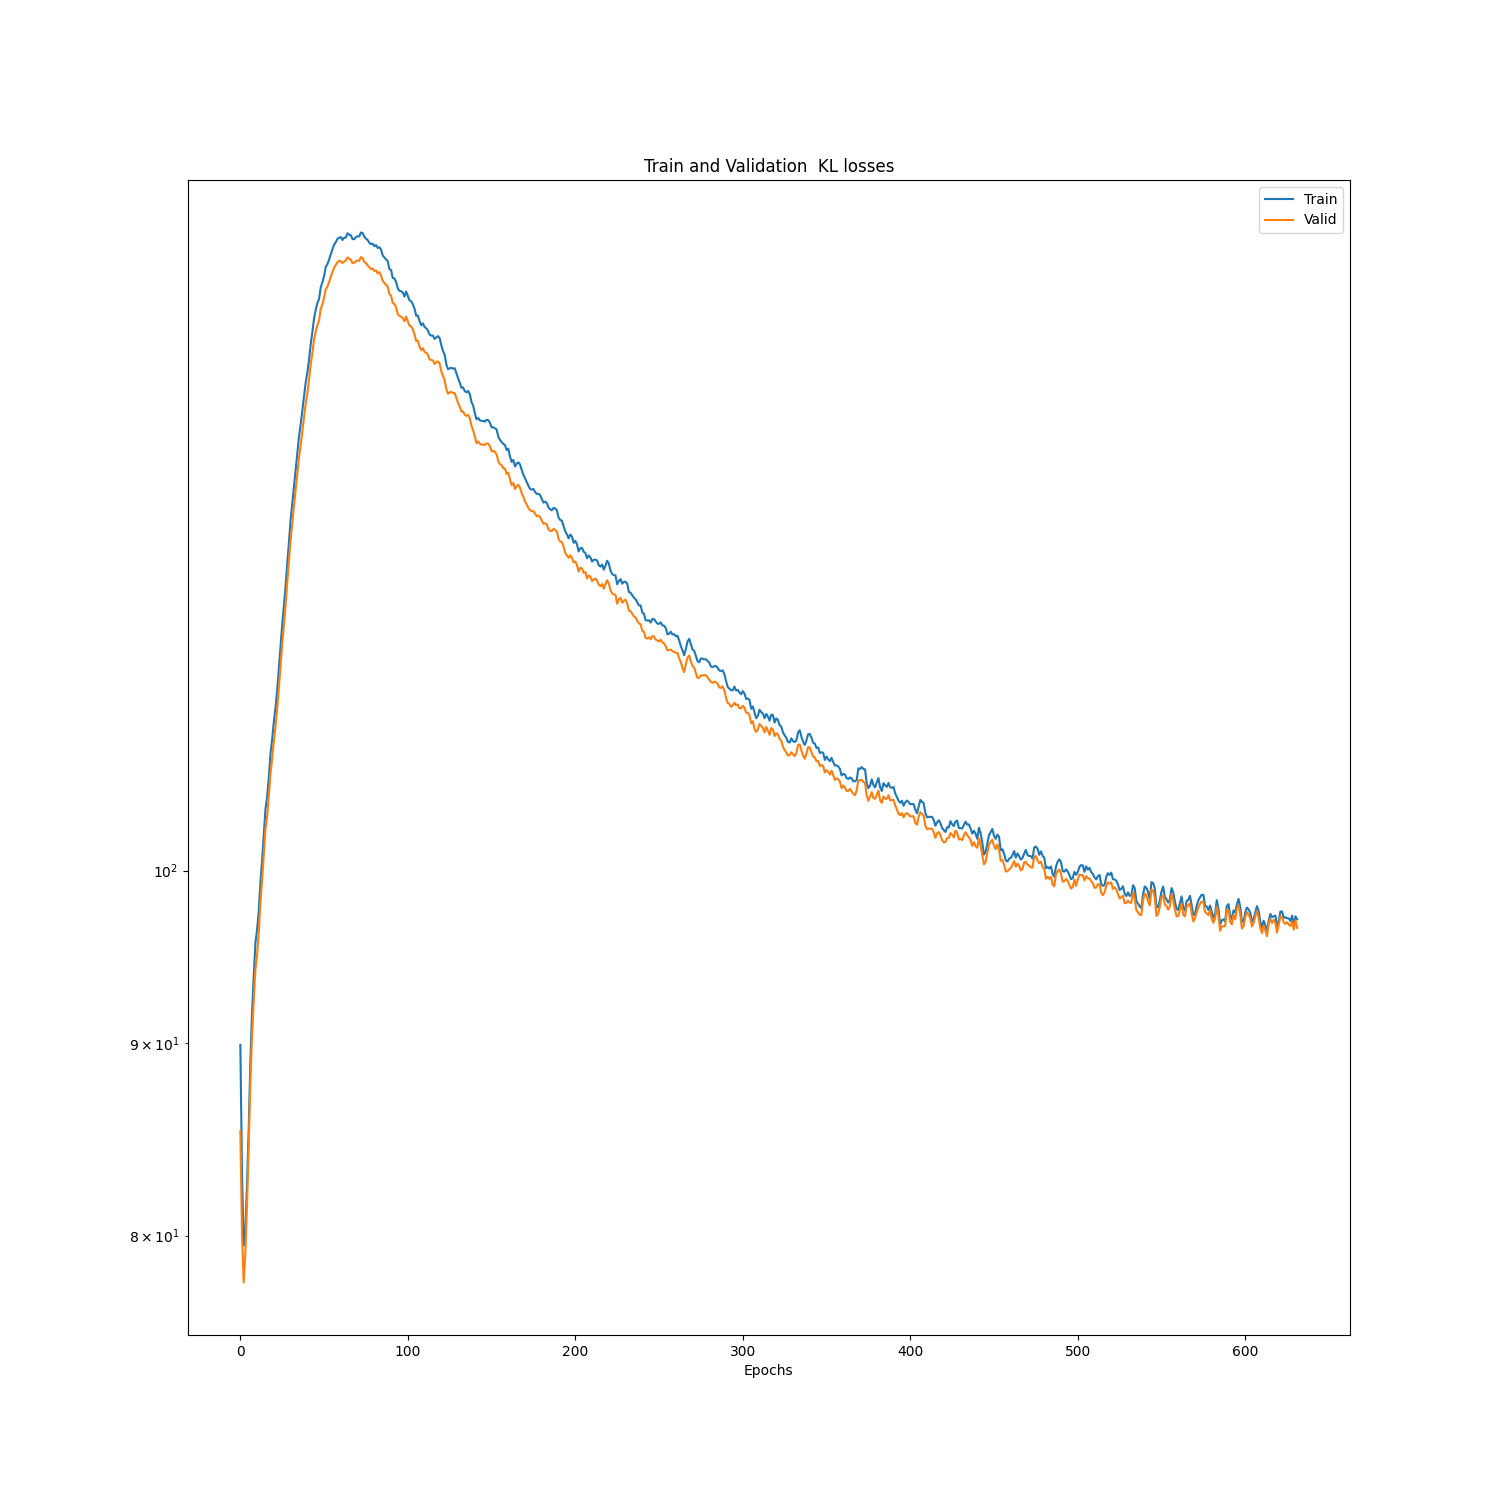 Train and Validation  KL losses
Train
Valid
10²
9 × 10¹
8 × 10¹
0 100 200 300 400 500 600
Epochs